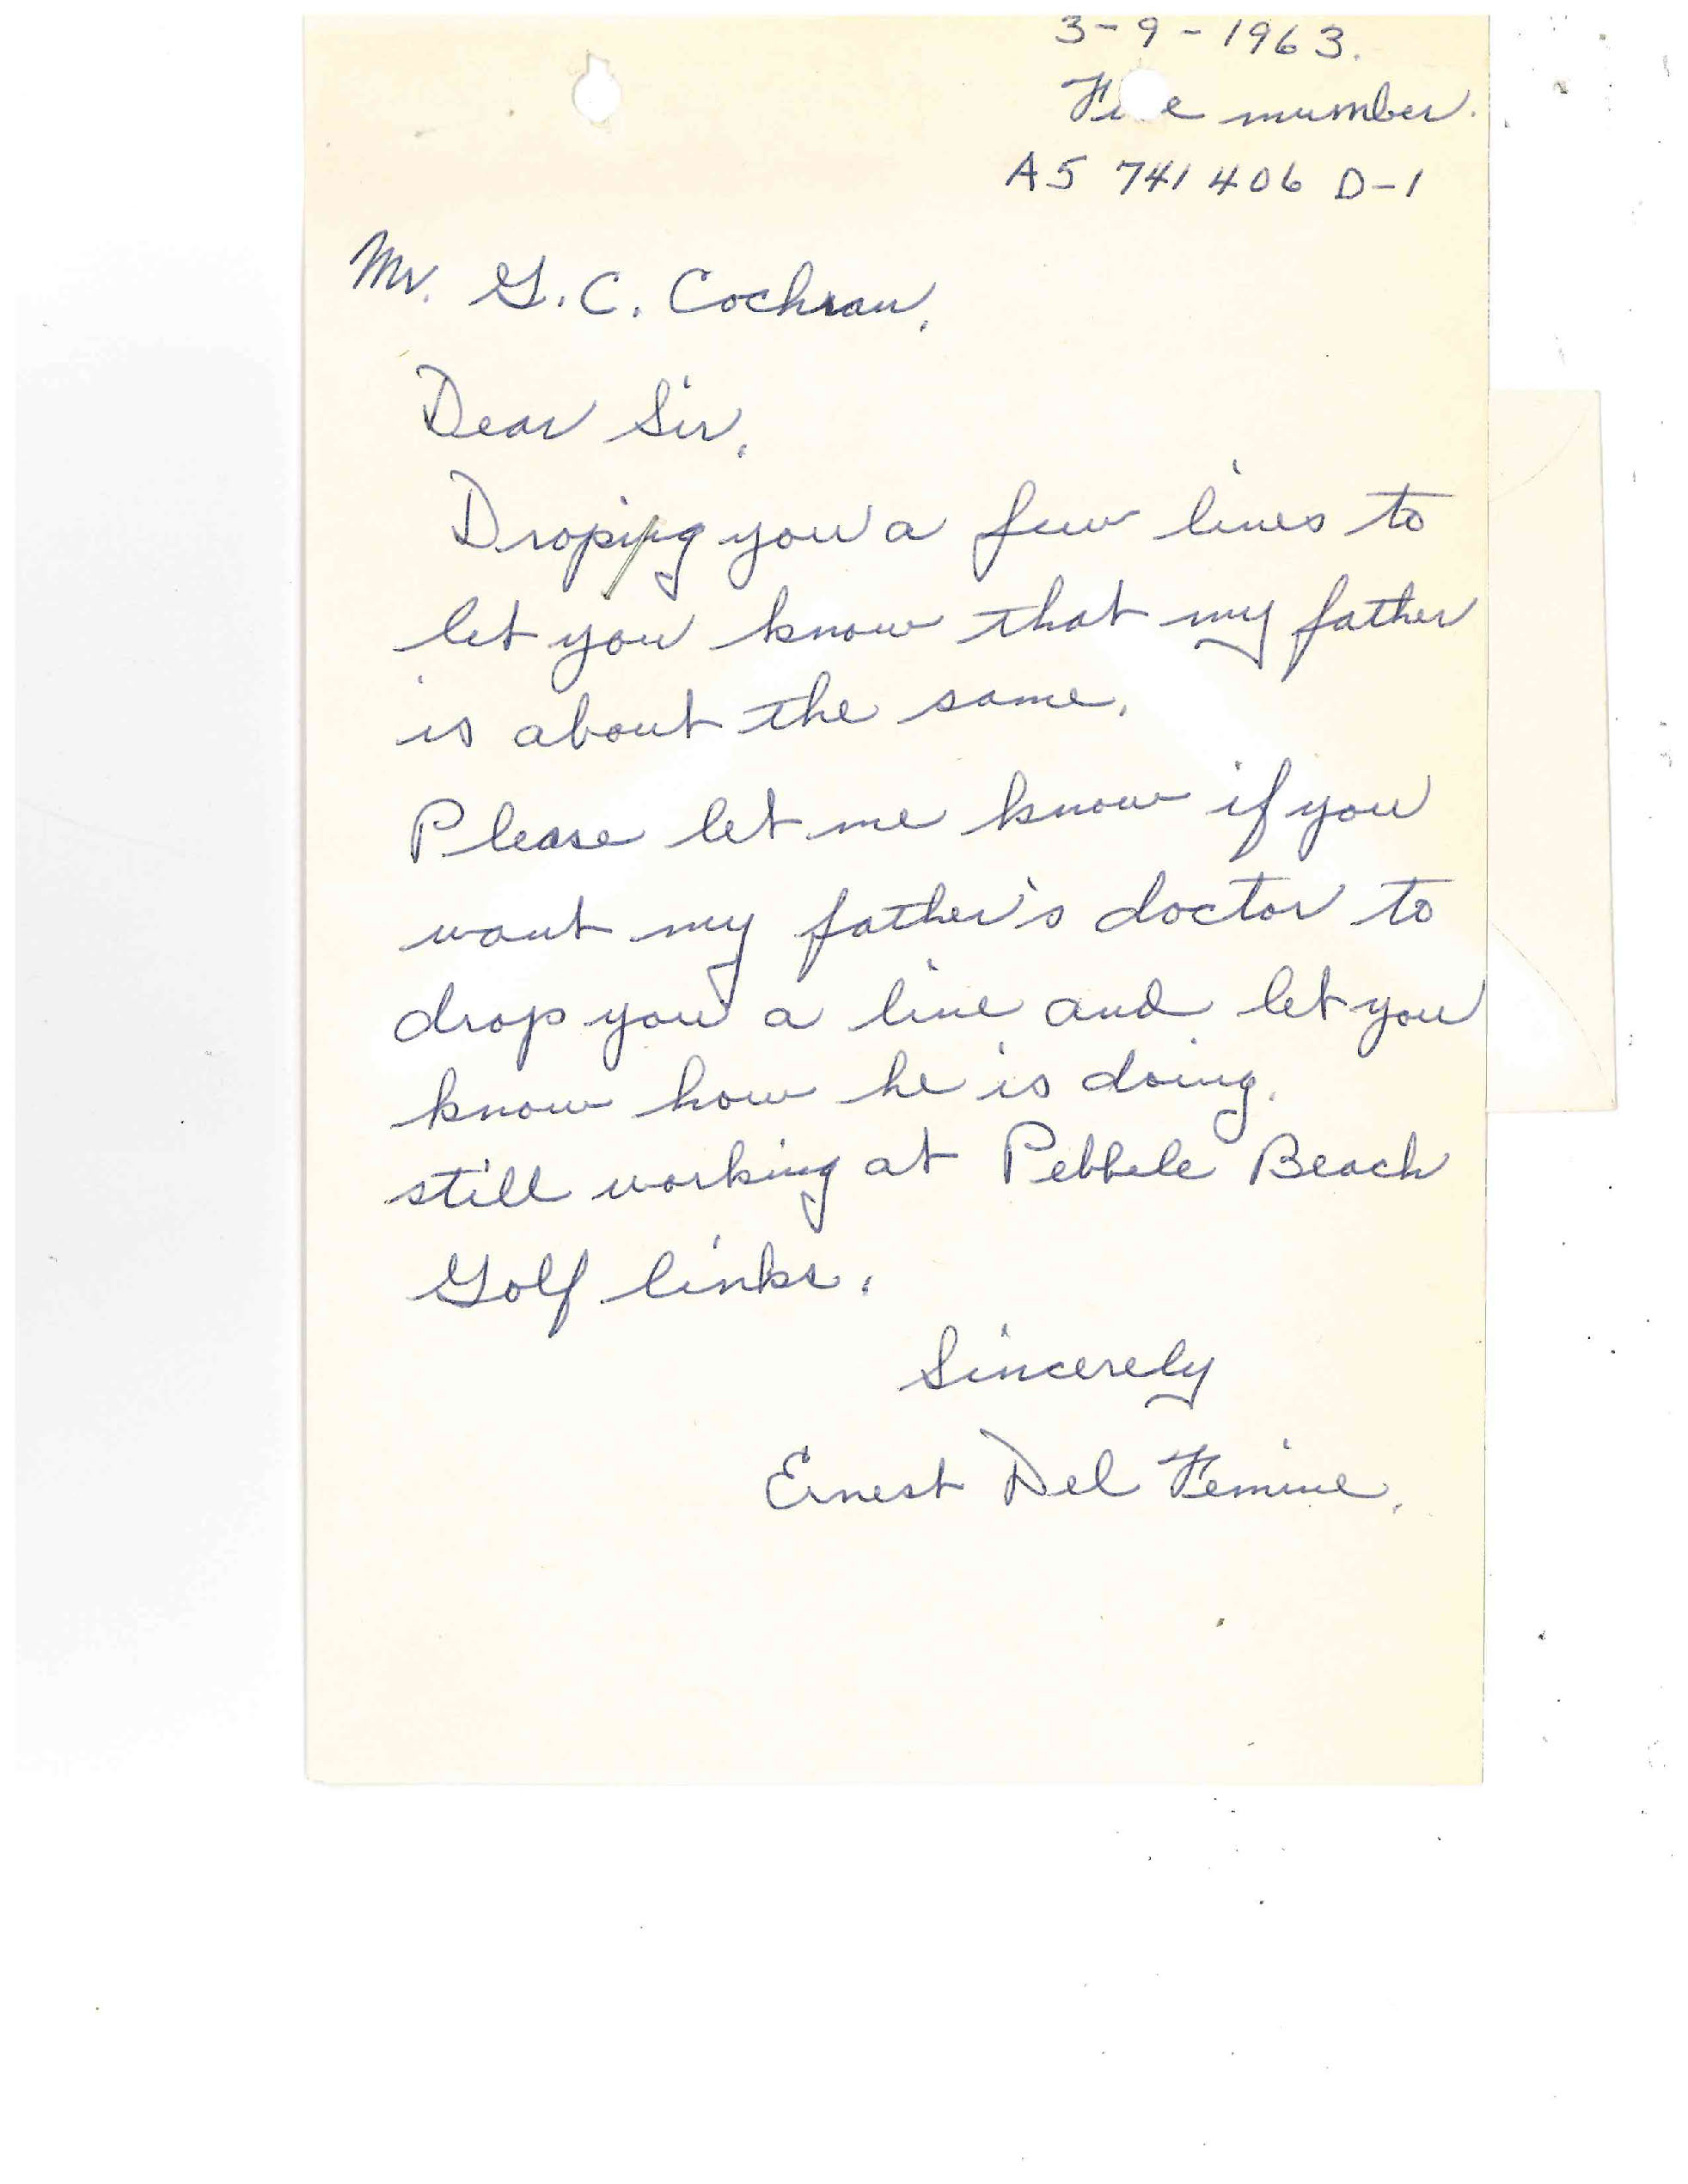 3-9-1963.
File number.
A5 741 406 D-1
Mr. G. C. Cochran,
Dear Sir,
Droping you a few lines to
let you know that my father
is about the same.
Please let me know if you
want my father's doctor to
drop you a line and let you
know how he is doing.
still working at Pebbele Beach
Golf links.
Sincerely
Ernest Del Femine.